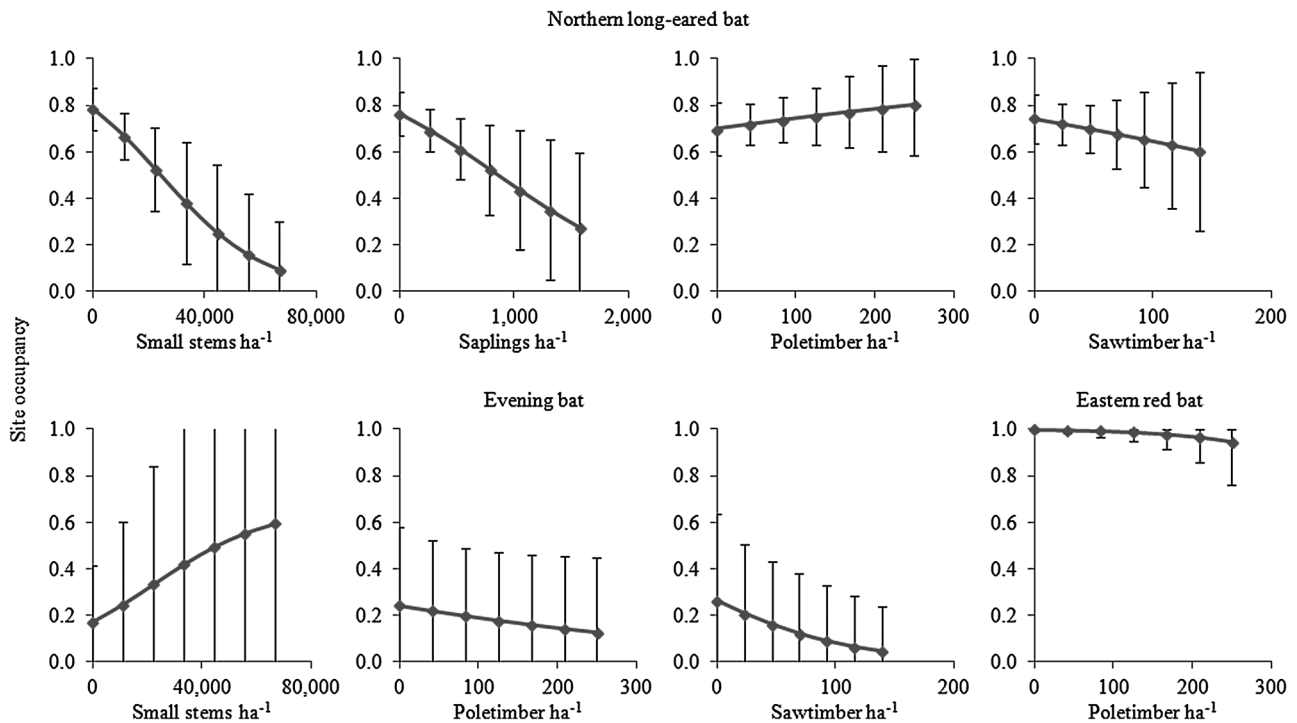 Northern long-eared bat
1.0 1.0 1.0 1.0
0.8 0.8 0.8 0.8
0.6 0.6 0.6 0.6
0.4 0.4 0.4 0.4
0.2 0.2 0.2 0.2
0.0 0.0 0.0 0.0
0 40,000 80,000 0 1,000 2,000 0 100 200 300 0 100 200
Small stems ha⁻¹ Saplings ha⁻¹ Poletimber ha⁻¹ Sawtimber ha⁻¹
Site occupancy
Evening bat Eastern red bat
1.0 1.0 1.0 1.0
0.8 0.8 0.8 0.8
0.6 0.6 0.6 0.6
0.4 0.4 0.4 0.4
0.2 0.2 0.2 0.2
0.0 0.0 0.0 0.0
0 40,000 80,000 0 100 200 300 0 100 200 0 100 200 300
Small stems ha⁻¹ Poletimber ha⁻¹ Sawtimber ha⁻¹ Poletimber ha⁻¹